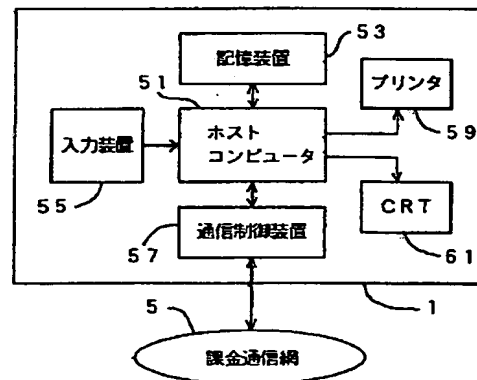 53
記憶装置
51
プリンタ
59
ホスト
コンピュータ
入力装置
55
CRT
61
通信制御装置
57
5
1
課金通信網